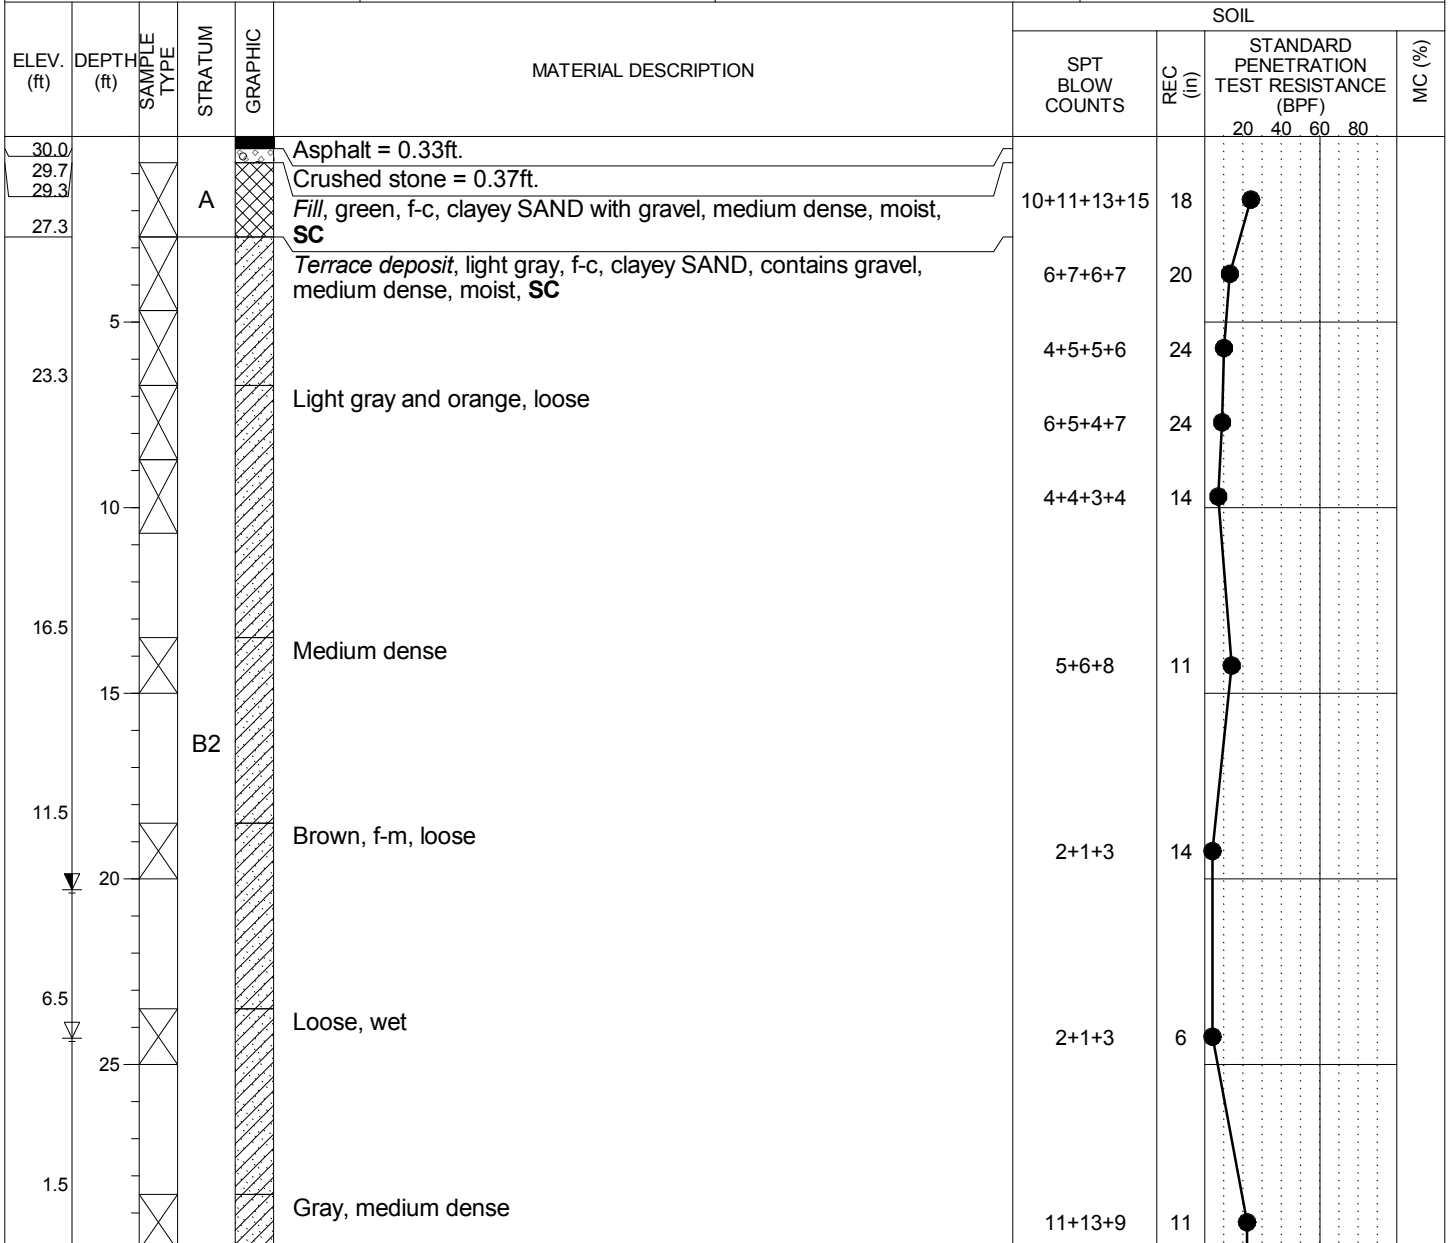 SOIL
ELEV.
(ft)
DEPTH
(ft)
SAMPLE
TYPE
STRATUM
GRAPHIC
MATERIAL DESCRIPTION
SPT
BLOW
COUNTS
REC
(in)
STANDARD
PENETRATION
TEST RESISTANCE
(BPF)
20 40 60 80
MC (%)
30.0
Asphalt = 0.33ft.
29.7
Crushed stone = 0.37ft.
29.3
A
10+11+13+15 18
Fill, green, f-c, clayey SAND with gravel, medium dense, moist,
27.3
SC
Terrace deposit, light gray, f-c, clayey SAND, contains gravel,
6+7+6+7 20
medium dense, moist, SC
5
4+5+5+6 24
23.3
Light gray and orange, loose
6+5+4+7 24
4+4+3+4 14
10
16.5
Medium dense
5+6+8 11
15
B2
11.5
Brown, f-m, loose
2+1+3 14
20
6.5
Loose, wet
2+1+3 6
25
1.5
Gray, medium dense
11+13+9 11